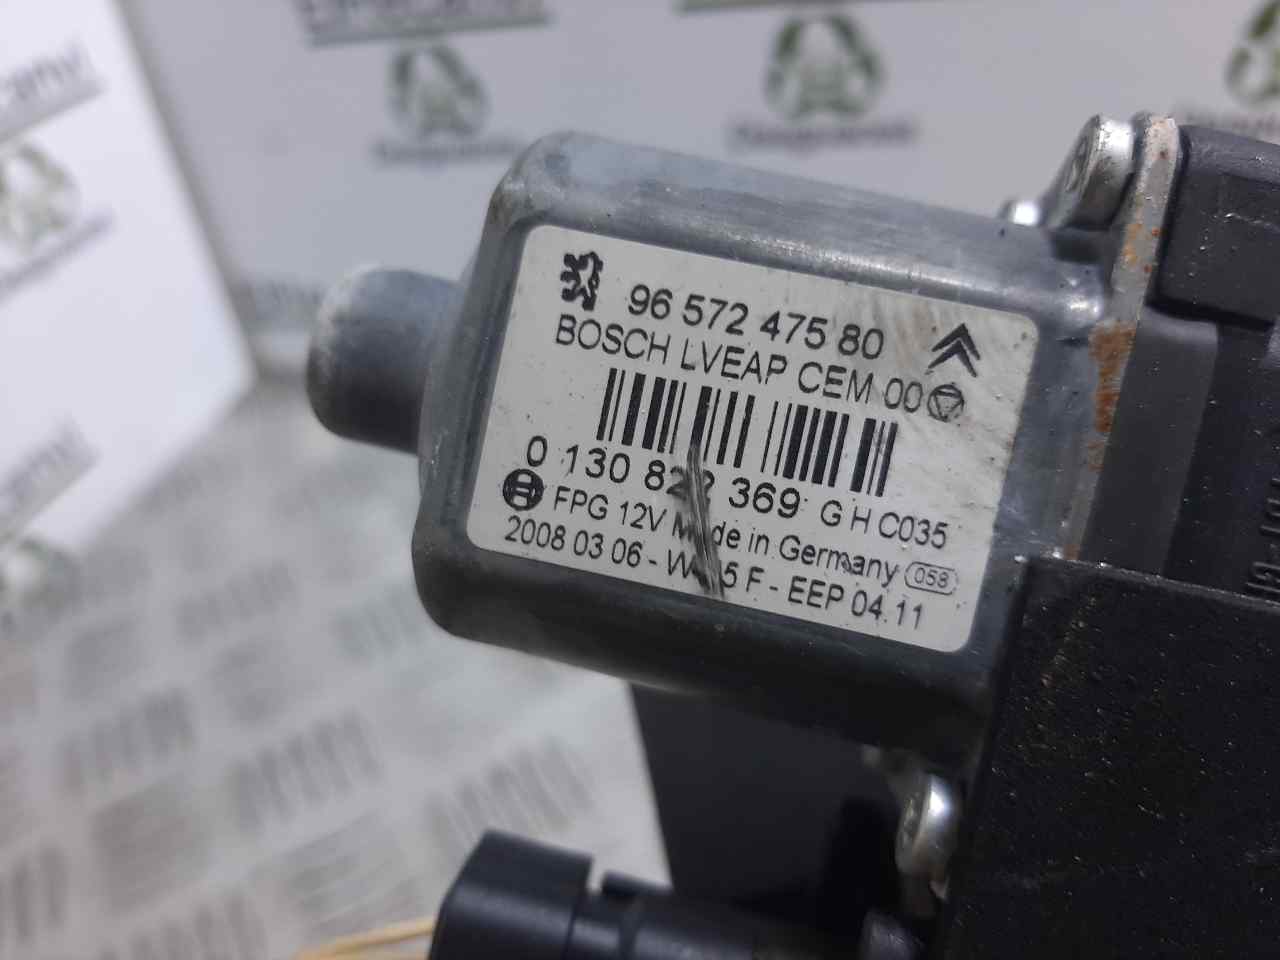 96 572 475 80
BOSCH LVEAP CEM 00
0 130 822 369 G H C035
FPG 12V Made in Germany 058
2008 03 06 - 5 F - EEP 04.11